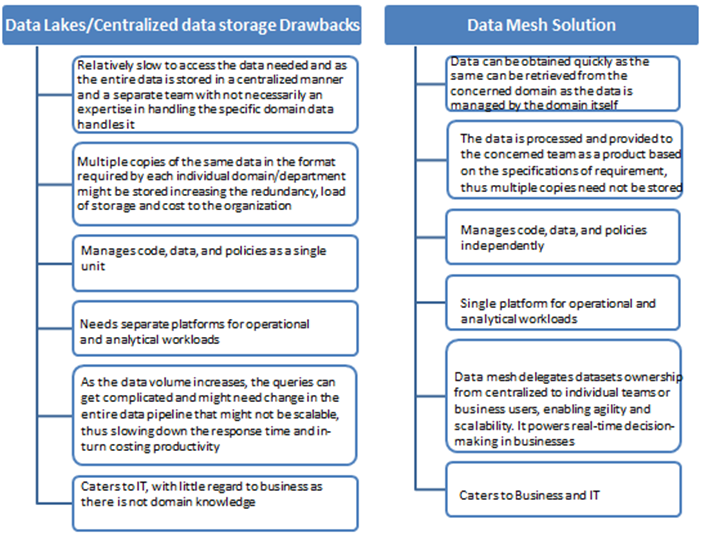 Data Lakes/Centralized data storage Drawbacks
Relatively slow to access the data needed and as
the entire data is stored in a centralized manner
and a separate team with not necessarily an
expertise in handling the specific domain data
handles it
Multiple copies of the same data in the format
required by each individual domain/department
might be stored increasing the redundancy, load
of storage and cost to the organization
Manages code, data, and policies as a single
unit
Needs separate platforms for operational
and analytical workloads
As the data volume increases, the queries can
get complicated and might need change in the
entire data pipeline that might not be scalable,
thus slowing down the response time and in-
turn costing productivity
Caters to IT, with little regard to business as
there is not domain knowledge
Data Mesh Solution
Data can be obtained quickly as the
same can be retrieved from the
concerned domain as the data is
managed by the domain itself
The data is processed and provided to
the concerned team as a product based
on the specifications of requirement,
thus multiple copies need not be stored
Manages code, data, and policies
independently
Single platform for operational and
analytical workloads
Data mesh delegates datasets ownership
from centralized to individual teams or
business users, enabling agility and
scalability. It powers real-time decision-
making in businesses
Caters to Business and IT